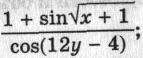 1 + sin√x + 1
cos(12y – 4) ;